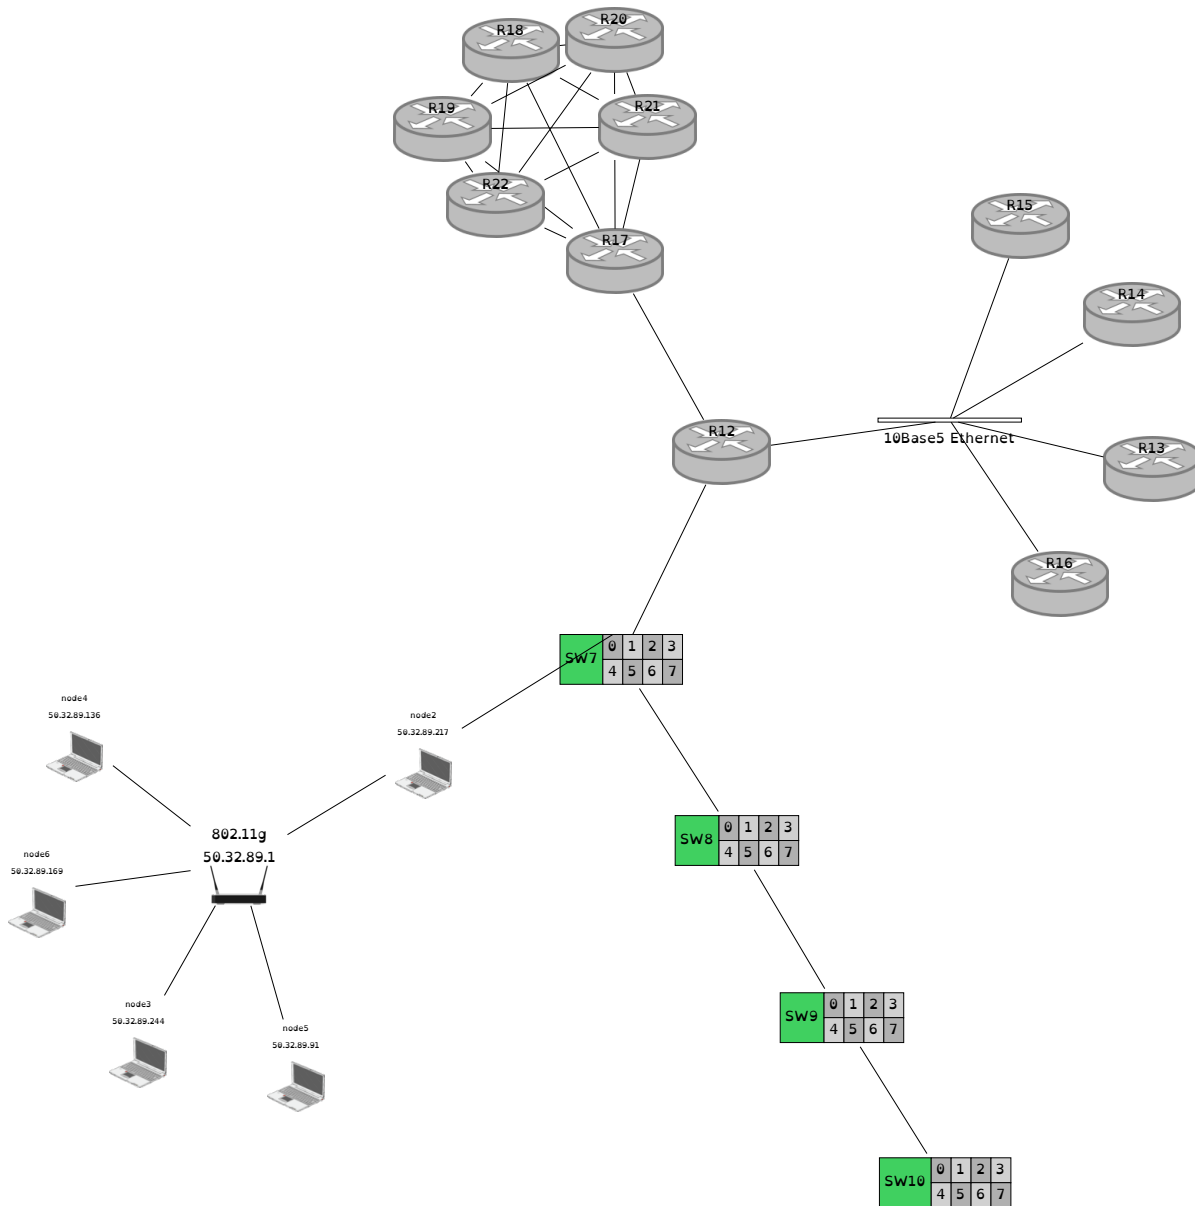 R18
R20
R19
R21
R22
R17
R15
R14
R12
10Base5 Ethernet
R13
R16
SW7
0 1 2 3
4 5 6 7
node4
50.32.89.136
node2
50.32.89.217
802.11g
50.32.89.1
SW8
0 1 2 3
4 5 6 7
node6
50.32.89.169
node3
50.32.89.244
node5
50.32.89.91
SW9
0 1 2 3
4 5 6 7
SW10
0 1 2 3
4 5 6 7